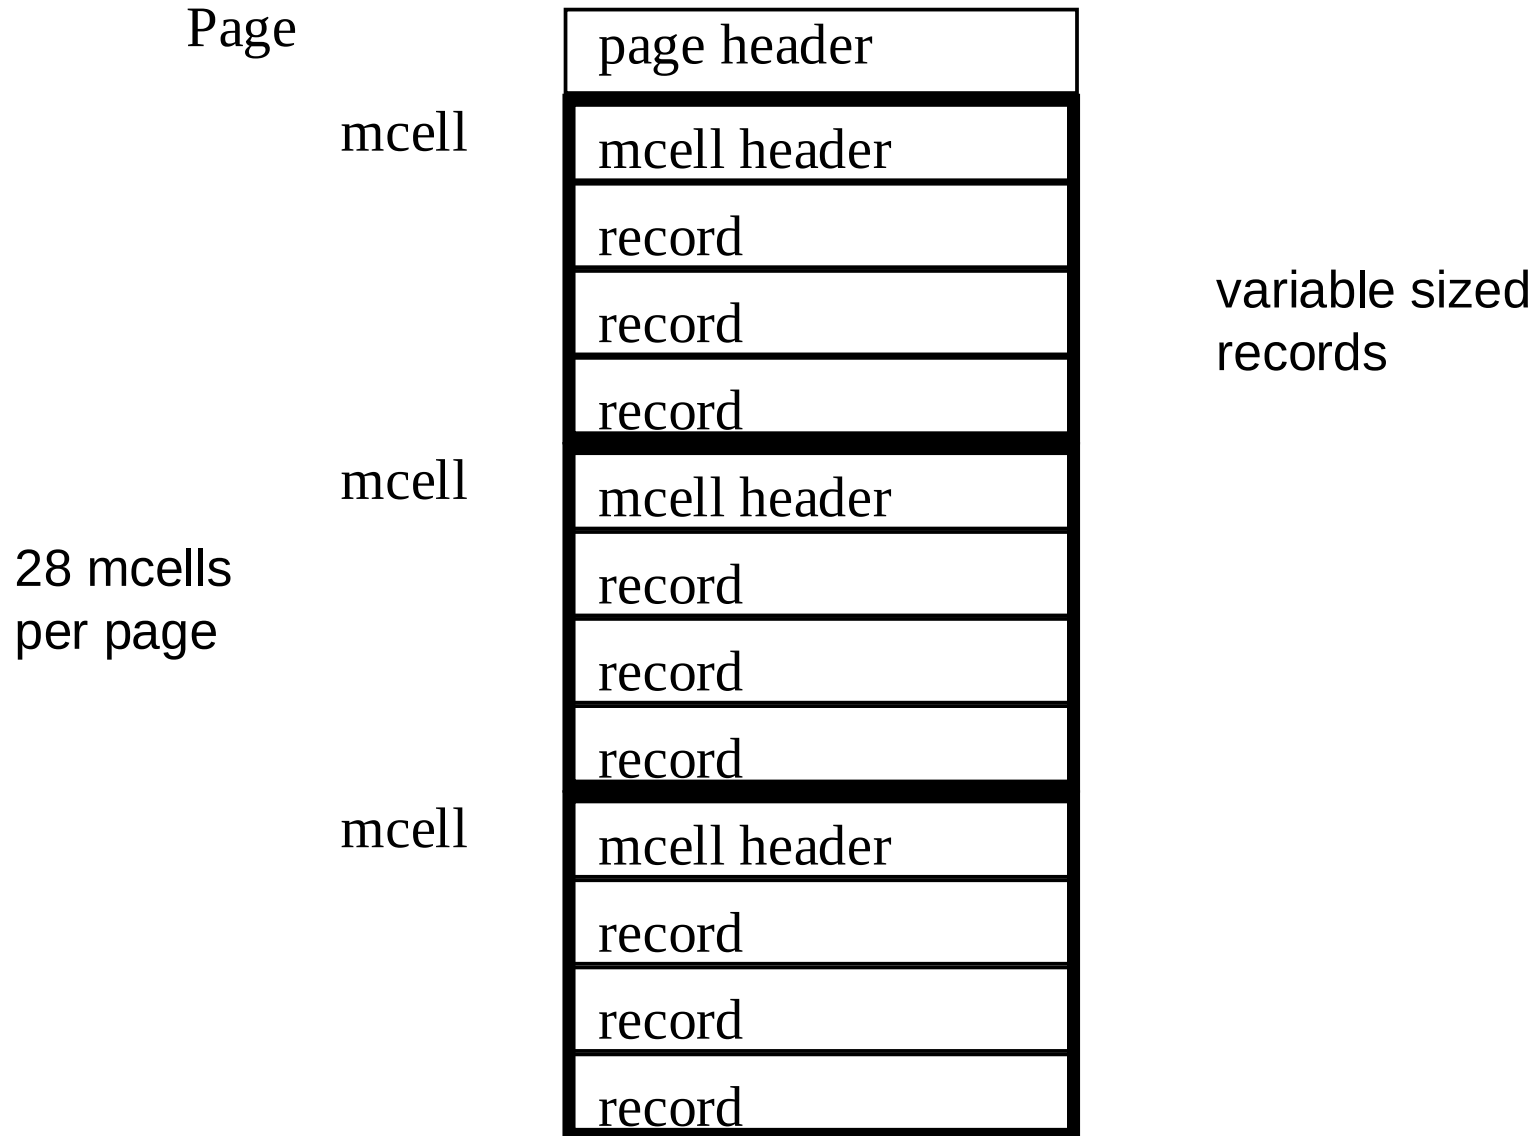 Page
page header
mcell
mcell header
record
variable sized
records
record
record
mcell
mcell header
28 mcells
per page
record
record
record
mcell
mcell header
record
record
record